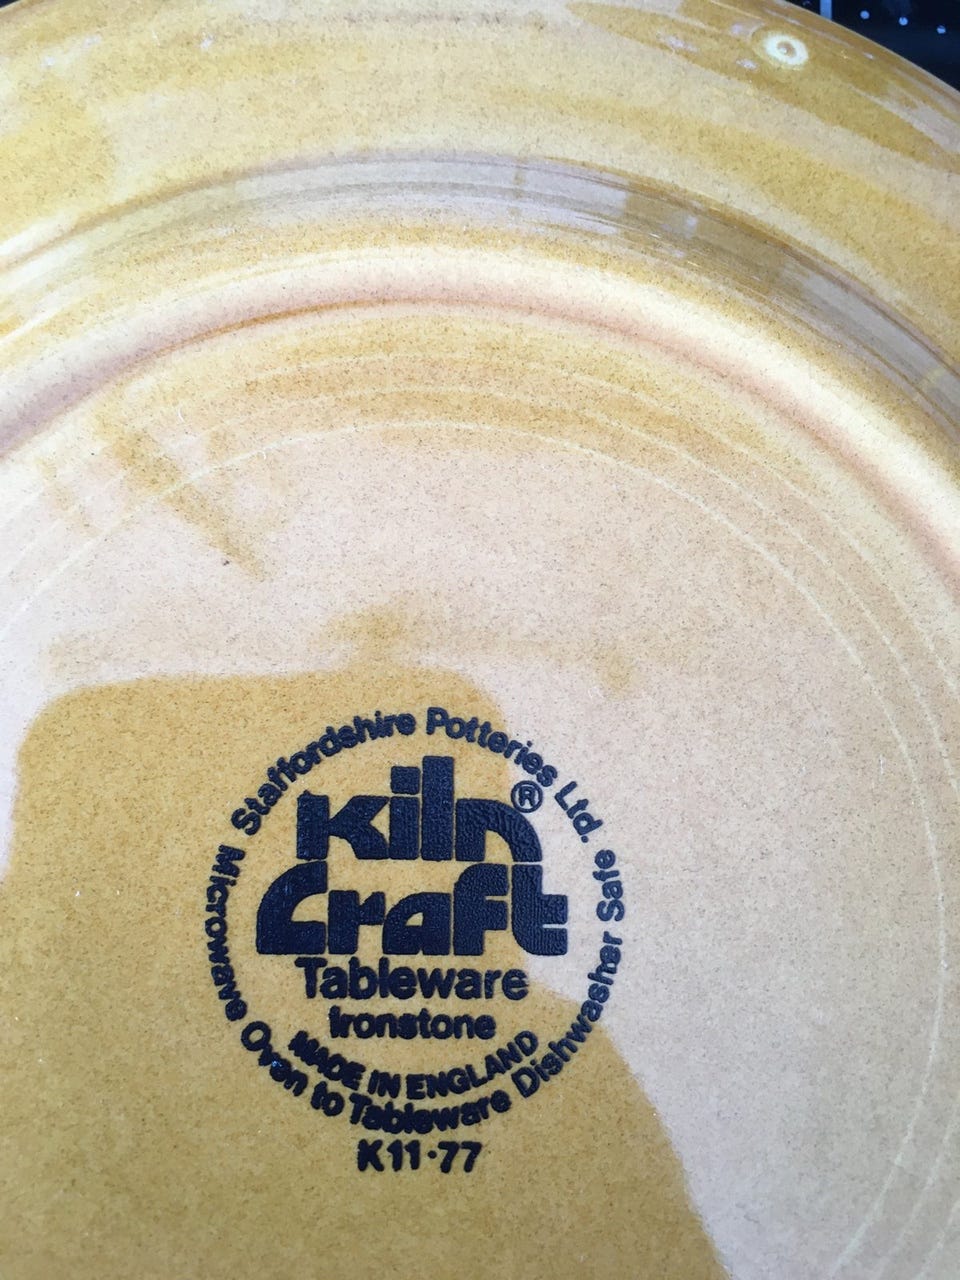 Staffordshire Potteries Ltd.
Kiln®
Craft
Tableware
Ironstone
MADE IN ENGLAND
Microwave Oven to Tableware Dishwasher Safe
K11·77